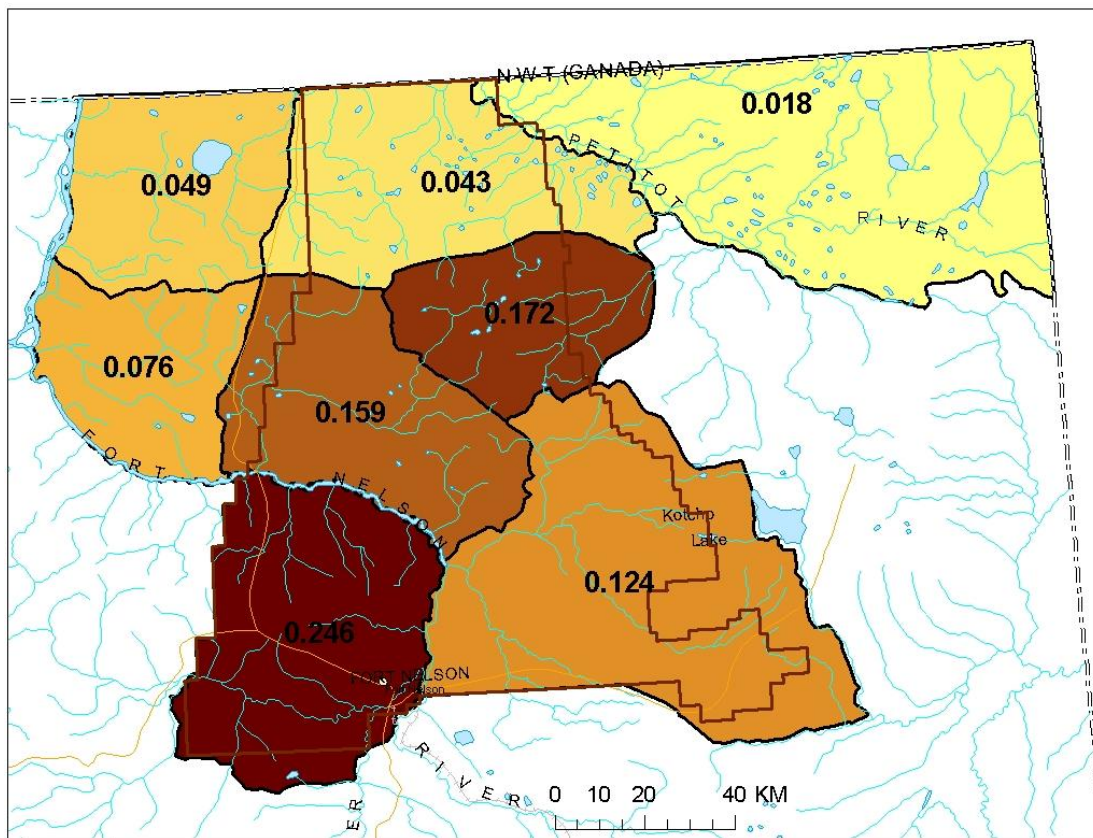 N W T (CANADA)
0.018
0.049
0.043
PETITOT
RIVER
0.172
0.076
0.159
FORT
NELSON
Kotcho
Lake
0.124
0.246
FORT NELSON
RIVER
ER
0 10 20 40 KM